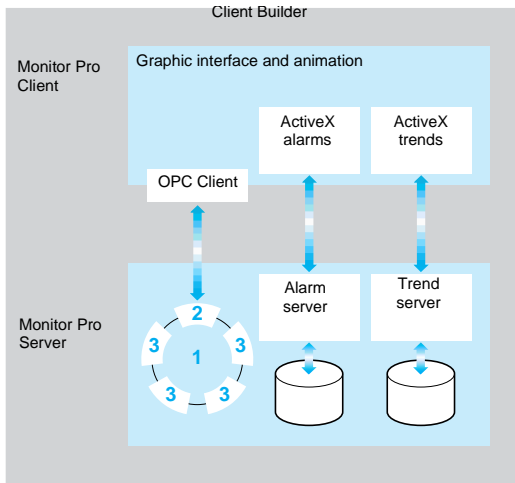 Client Builder
Monitor Pro
Client
Graphic interface and animation
ActiveX
alarms
ActiveX
trends
OPC Client
Monitor Pro
Server
Alarm
server
Trend
server
2
3
3
1
3
3